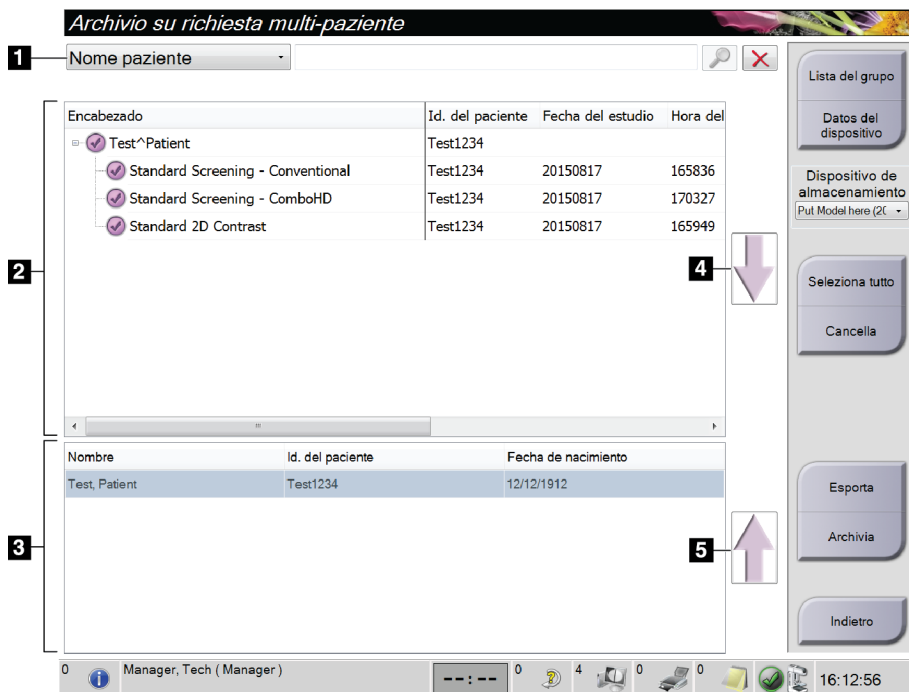 Archivio su richiesta multi-paziente
1
Nome paziente
Lista del grupo
Datos del
dispositivo
Dispositivo de
almacenamiento
Put Model here (20
Seleziona tutto
Cancella
Esporta
Archivia
Indietro
2
Encabezado Id. del paciente Fecha del estudio Hora del
Test^Patient Test1234
Standard Screening - Conventional Test1234 20150817 165836
Standard Screening - ComboHD Test1234 20150817 170327
Standard 2D Contrast Test1234 20150817 165949
4
3
Nombre Id. del paciente Fecha de nacimiento
Test, Patient Test1234 12/12/1912
5
0 Manager, Tech ( Manager ) --:-- 0 4 0 0 16:12:56